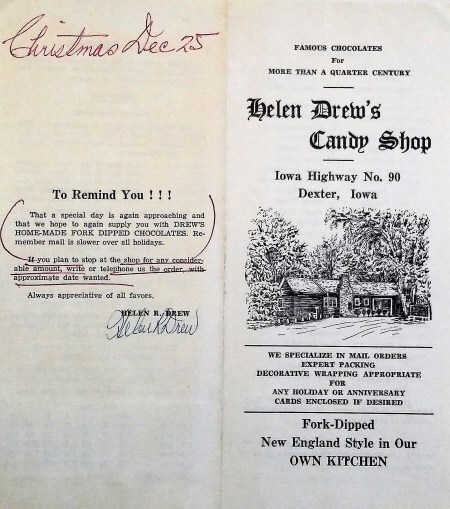 Christmas Dec 25
To Remind You ! ! !
That a special day is again approaching and
that we hope to again supply you with DREW'S
HOME-MADE FORK DIPPED CHOCOLATES. Re-
member mail is slower over all holidays.
If you plan to stop at the shop for any consider-
able amount, write or telephone us the order, with
approximate date wanted.
Always appreciative of all favors.
HELEN R. DREW
Helen R Drew
FAMOUS CHOCOLATES
For
MORE THAN A QUARTER CENTURY
Helen Drew's
Candy Shop
Iowa Highway No. 90
Dexter, Iowa
WE SPECIALIZE IN MAIL ORDERS
EXPERT PACKING
DECORATIVE WRAPPING APPROPRIATE
FOR
ANY HOLIDAY OR ANNIVERSARY
CARDS ENCLOSED IF DESIRED
Fork-Dipped
New England Style in Our
OWN KITCHEN